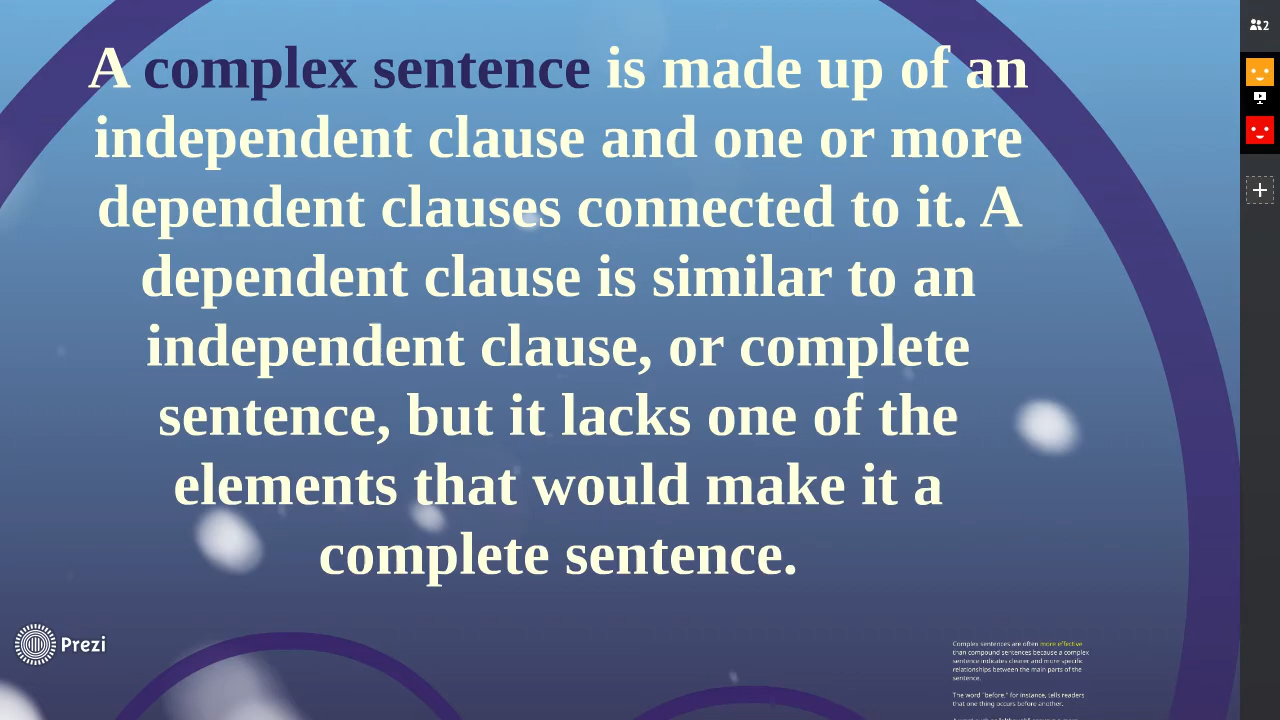 A complex sentence is made up of an
independent clause and one or more
dependent clauses connected to it. A
dependent clause is similar to an
independent clause, or complete
sentence, but it lacks one of the
elements that would make it a
complete sentence.
2
Prezi
Complex sentences are often more effective
than compound sentences because a complex
sentence indicates clearer and more specific
relationships between the main parts of the
sentence.
The word "before," for instance, tells readers
that one thing occurs before another.